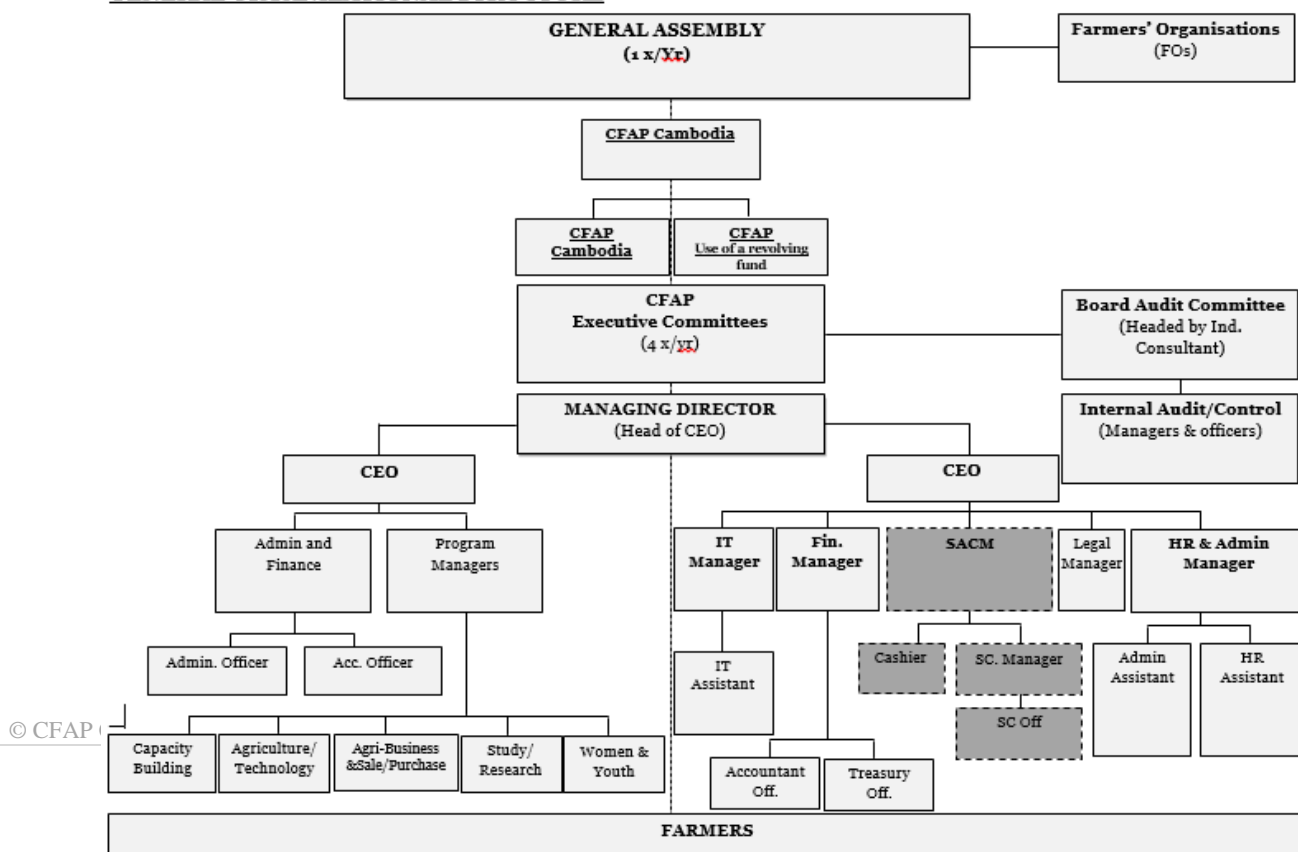 GENERAL ASSEMBLY
(1 x/Yr)
Farmers' Organisations
(FOs)
CFAP Cambodia
CFAP
Cambodia
CFAP
Use of a revolving
fund
CFAP
Executive Committees
(4 x/yr)
Board Audit Committee
(Headed by Ind.
Consultant)
MANAGING DIRECTOR
(Head of CEO)
Internal Audit/Control
(Managers & officers)
CEO
CEO
Admin and
Finance
Program
Managers
IT
Manager
Fin.
Manager
SACM
Legal
Manager
HR & Admin
Manager
Admin. Officer
Acc. Officer
IT
Assistant
Cashier
SC. Manager
Admin
Assistant
HR
Assistant
SC Off
© CFAP
Capacity
Building
Agriculture/
Technology
Agri-Business
&Sale/Purchase
Study/
Research
Women &
Youth
Accountant
Off.
Treasury
Off.
FARMERS